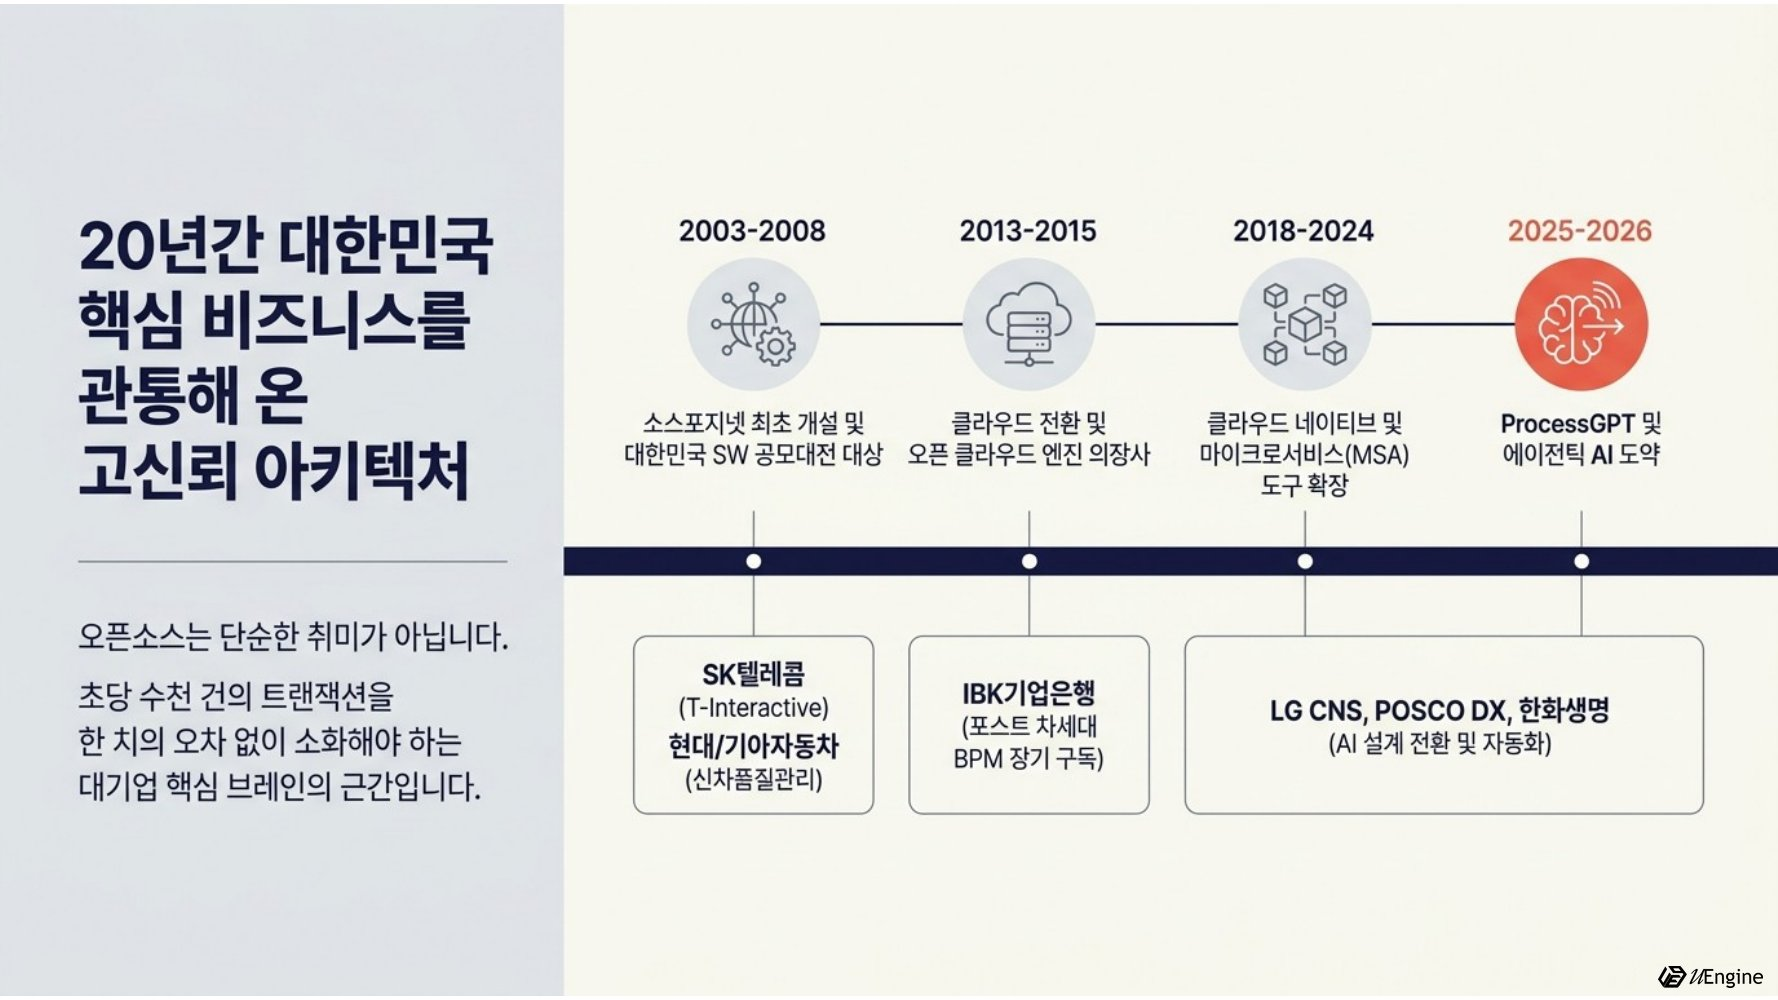 20년간 대한민국
핵심 비즈니스를
관통해 온
고신뢰 아키텍처
오픈소스는 단순한 취미가 아닙니다.
초당 수천 건의 트랜잭션을
한 치의 오차 없이 소화해야 하는
대기업 핵심 브레인의 근간입니다.
2003-2008
소스포지넷 최초 개설 및
대한민국 SW 공모대전 대상
SK텔레콤
(T-Interactive)
현대/기아자동차
(신차품질관리)
2013-2015
클라우드 전환 및
오픈 클라우드 엔진 의장사
IBK기업은행
(포스트 차세대
BPM 장기 구독)
2018-2024
클라우드 네이티브 및
마이크로서비스(MSA)
도구 확장
2025-2026
ProcessGPT 및
에이전틱 AI 도약
LG CNS, POSCO DX, 한화생명
(AI 설계 전환 및 자동화)
uEngine